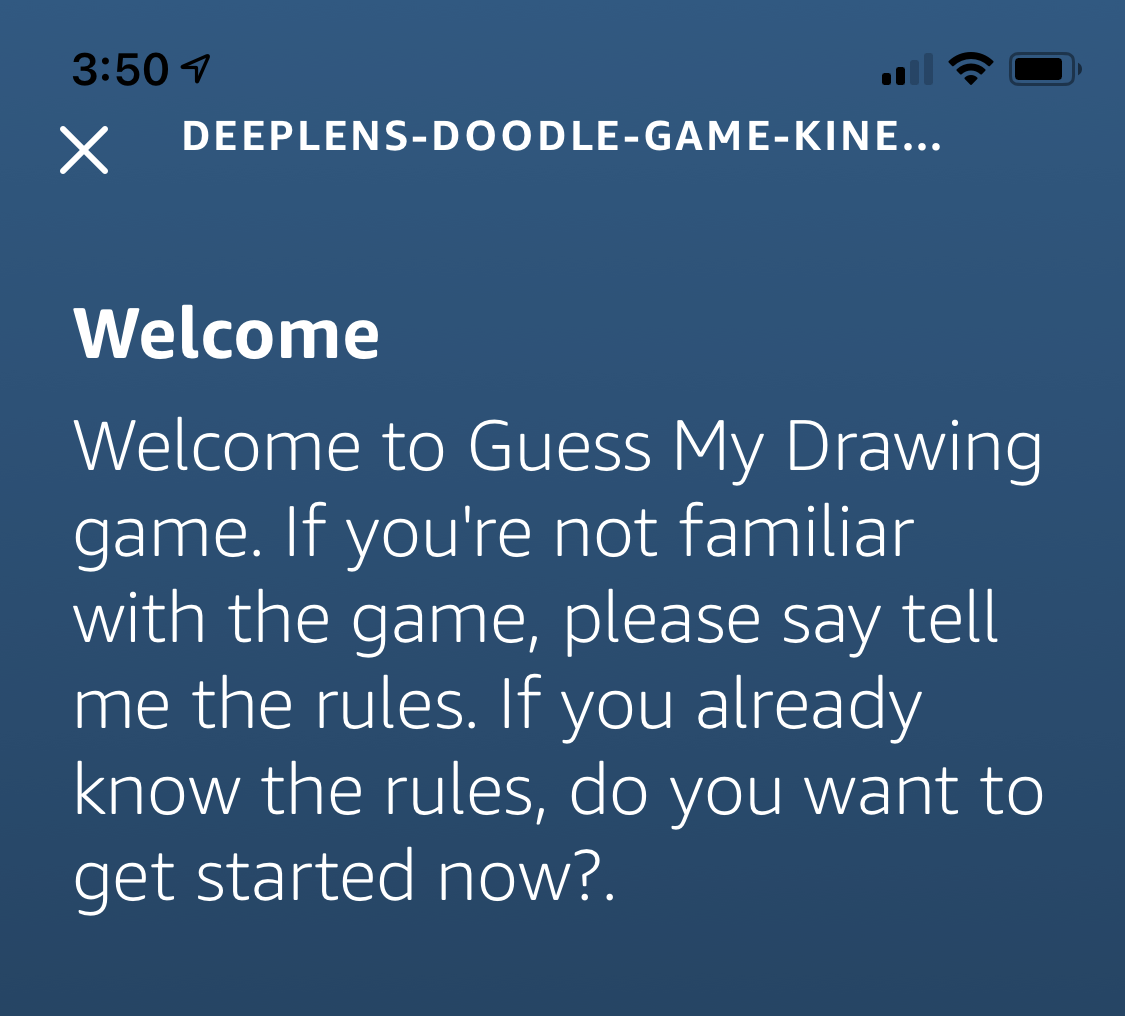 3:50
DEEPLENS-DOODLE-GAME-KINE...
Welcome
Welcome to Guess My Drawing
game. If you're not familiar
with the game, please say tell
me the rules. If you already
know the rules, do you want to
get started now?.